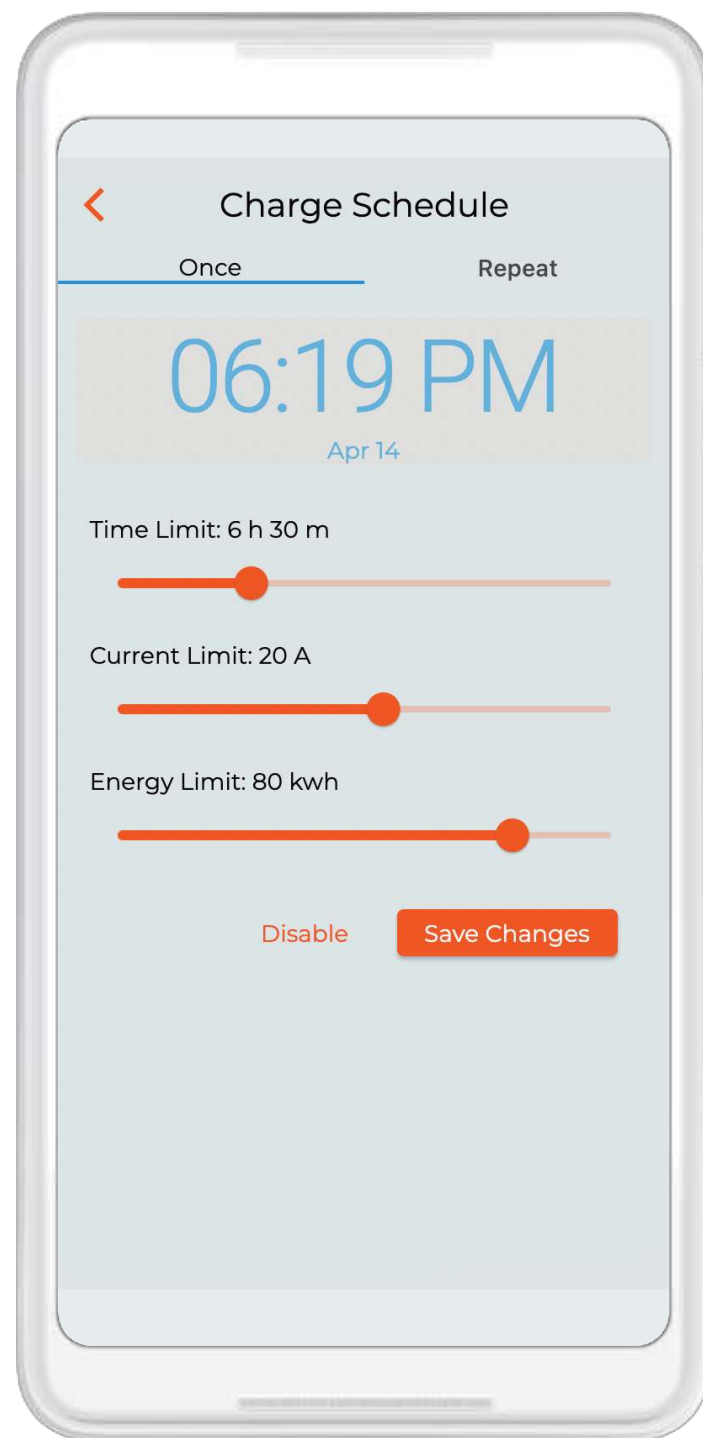 Charge Schedule
Once Repeat
06:19 PM
Apr 14
Time Limit: 6 h 30 m
Current Limit: 20 A
Energy Limit: 80 kwh
Disable Save Changes